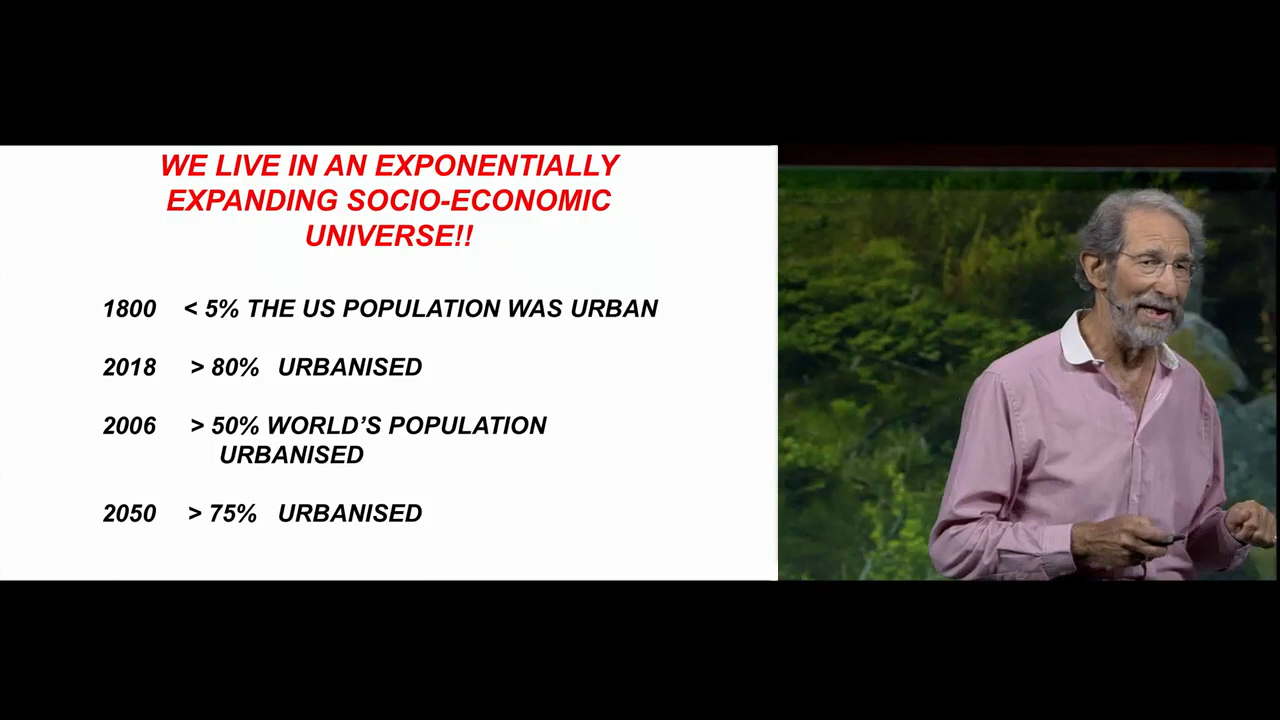 WE LIVE IN AN EXPONENTIALLY
EXPANDING SOCIO-ECONOMIC
UNIVERSE!!
1800 < 5% THE US POPULATION WAS URBAN
2018 > 80% URBANISED
2006 > 50% WORLD’S POPULATION
URBANISED
2050 > 75% URBANISED